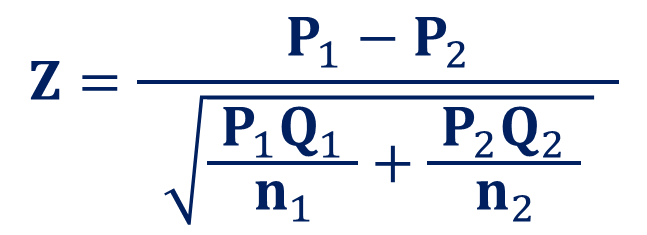 Z = P₁ − P₂
√ P₁Q₁ + P₂Q₂
n₁ n₂